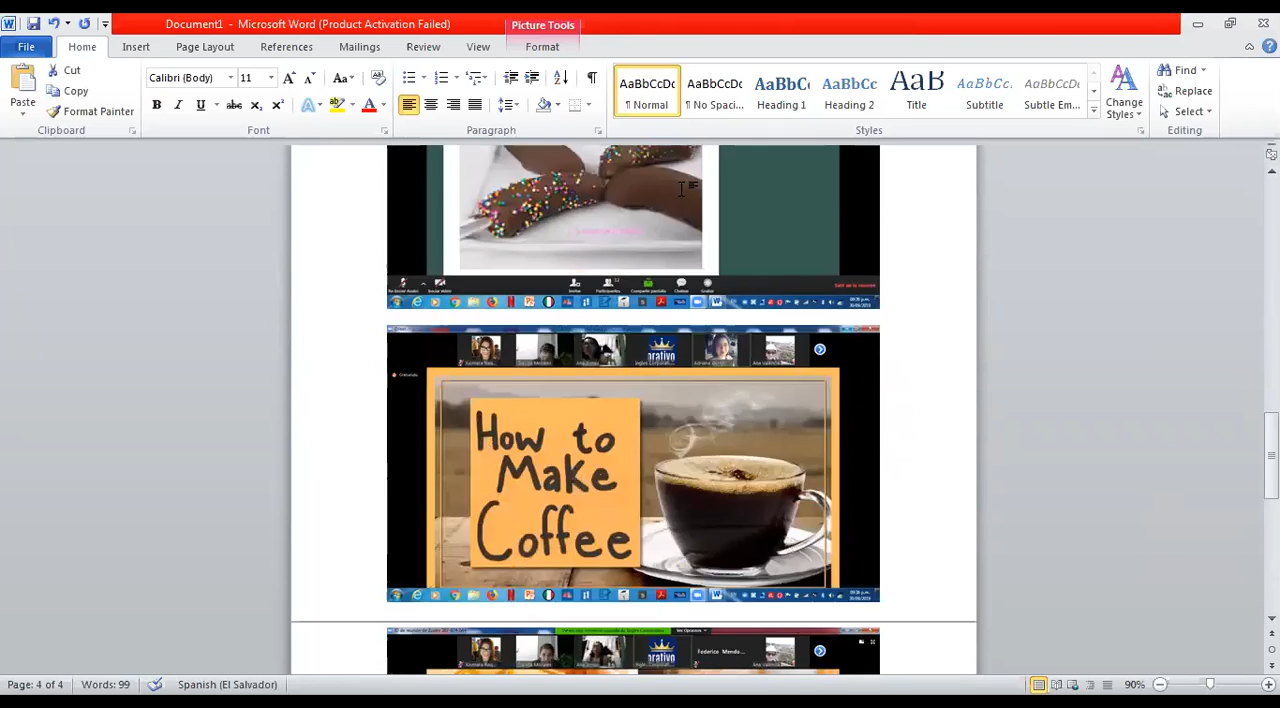 Document1 - Microsoft Word (Product Activation Failed)
Picture Tools
File
Home
Insert
Page Layout
References
Mailings
Review
View
Format
Paste
Cut
Copy
Format Painter
Clipboard
Calibri (Body)
11
Font
Paragraph
AaBbCcDc
¶ Normal
AaBbCcDc
¶ No Spaci...
AaBbC
Heading 1
AaBbCc
Heading 2
AaB
Title
AaBbCc.
Subtitle
AaBbCcDc
Subtle Em...
Change
Styles
Styles
Find
Replace
Select
Editing
How to
Make
Coffee
Page: 4 of 4
Words: 99
Spanish (El Salvador)
90%